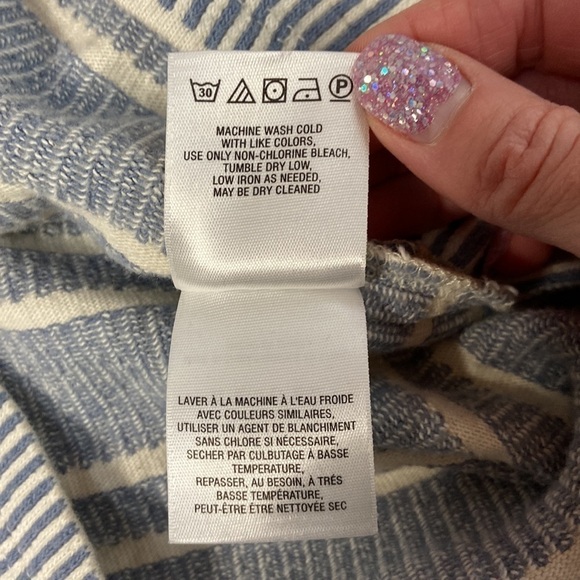 30 P
MACHINE WASH COLD
WITH LIKE COLORS,
USE ONLY NON-CHLORINE BLEACH,
TUMBLE DRY LOW,
LOW IRON AS NEEDED,
MAY BE DRY CLEANED
LAVER À LA MACHINE À L'EAU FROIDE
AVEC COULEURS SIMILAIRES,
UTILISER UN AGENT DE BLANCHIMENT
SANS CHLORE SI NÉCESSAIRE,
SECHER PAR CULBUTAGE À BASSE
TEMPÉRATURE,
REPASSER, AU BESOIN, À TRÉS
BASSE TEMPÉRATURE,
PEUT-ÊTRE ÊTRE NETTOYÉE SEC